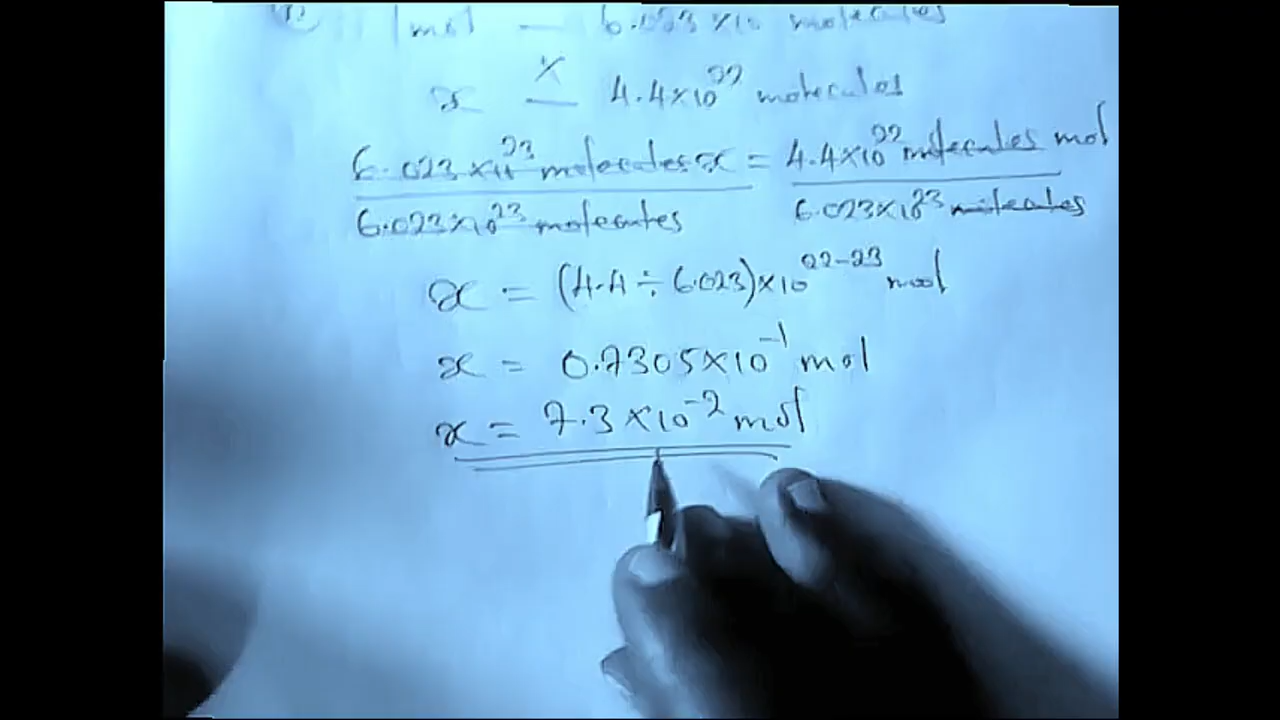 1mol — 6.023×10 molecules
x — 4.4×10²² molecules
6.023×10²³ molecules x = 4.4×10²² molecules mol
6.023×10²³ molecules 6.023×10²³ molecules
x = (4.4÷6.023)×10²²⁻²³ mol
x = 0.7305×10⁻¹ mol
x = 7.3×10⁻² mol